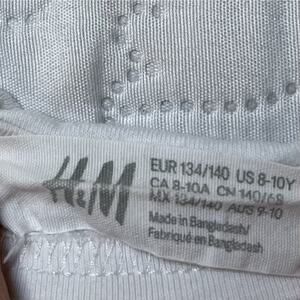 H&M
EUR 134/140 US 8-10Y
CA 8-10A CN 140/68
MX 134/140 AUS 9-10
Made in Bangladesh/
Fabriqué en Bangladesh